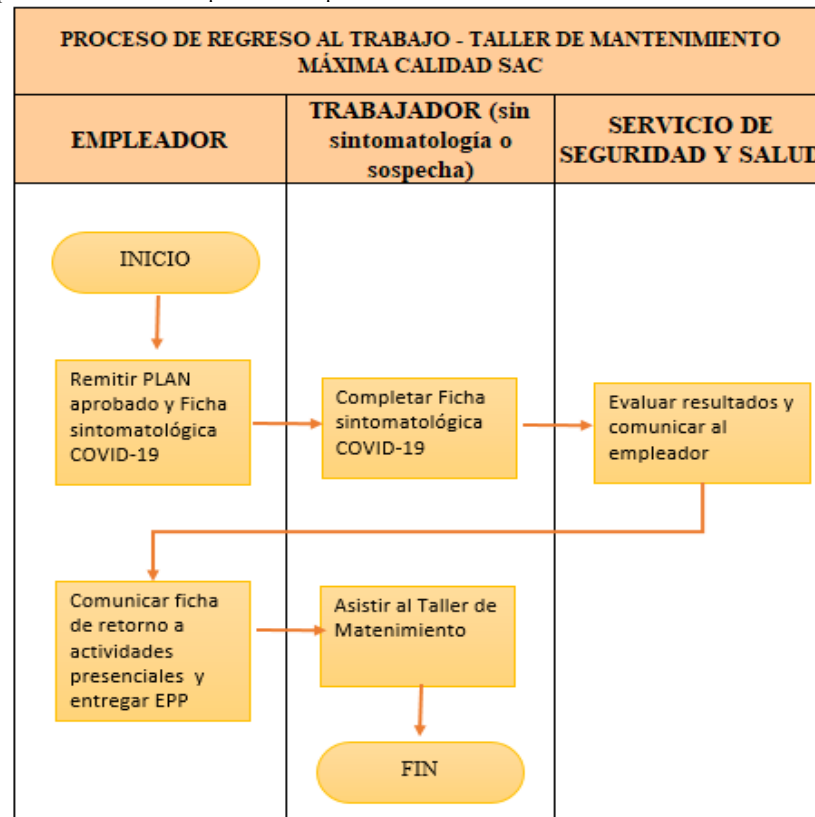 PROCESO DE REGRESO AL TRABAJO - TALLER DE MANTENIMIENTO
MÁXIMA CALIDAD SAC
EMPLEADOR
TRABAJADOR (sin
sintomatología o
sospecha)
SERVICIO DE
SEGURIDAD Y SALUD
INICIO
Remitir PLAN
aprobado y Ficha
sintomatológica
COVID-19
Completar Ficha
sintomatológica
COVID-19
Evaluar resultados y
comunicar al
empleador
Comunicar ficha
de retorno a
actividades
presenciales y
entregar EPP
Asistir al Taller de
Matenimiento
FIN